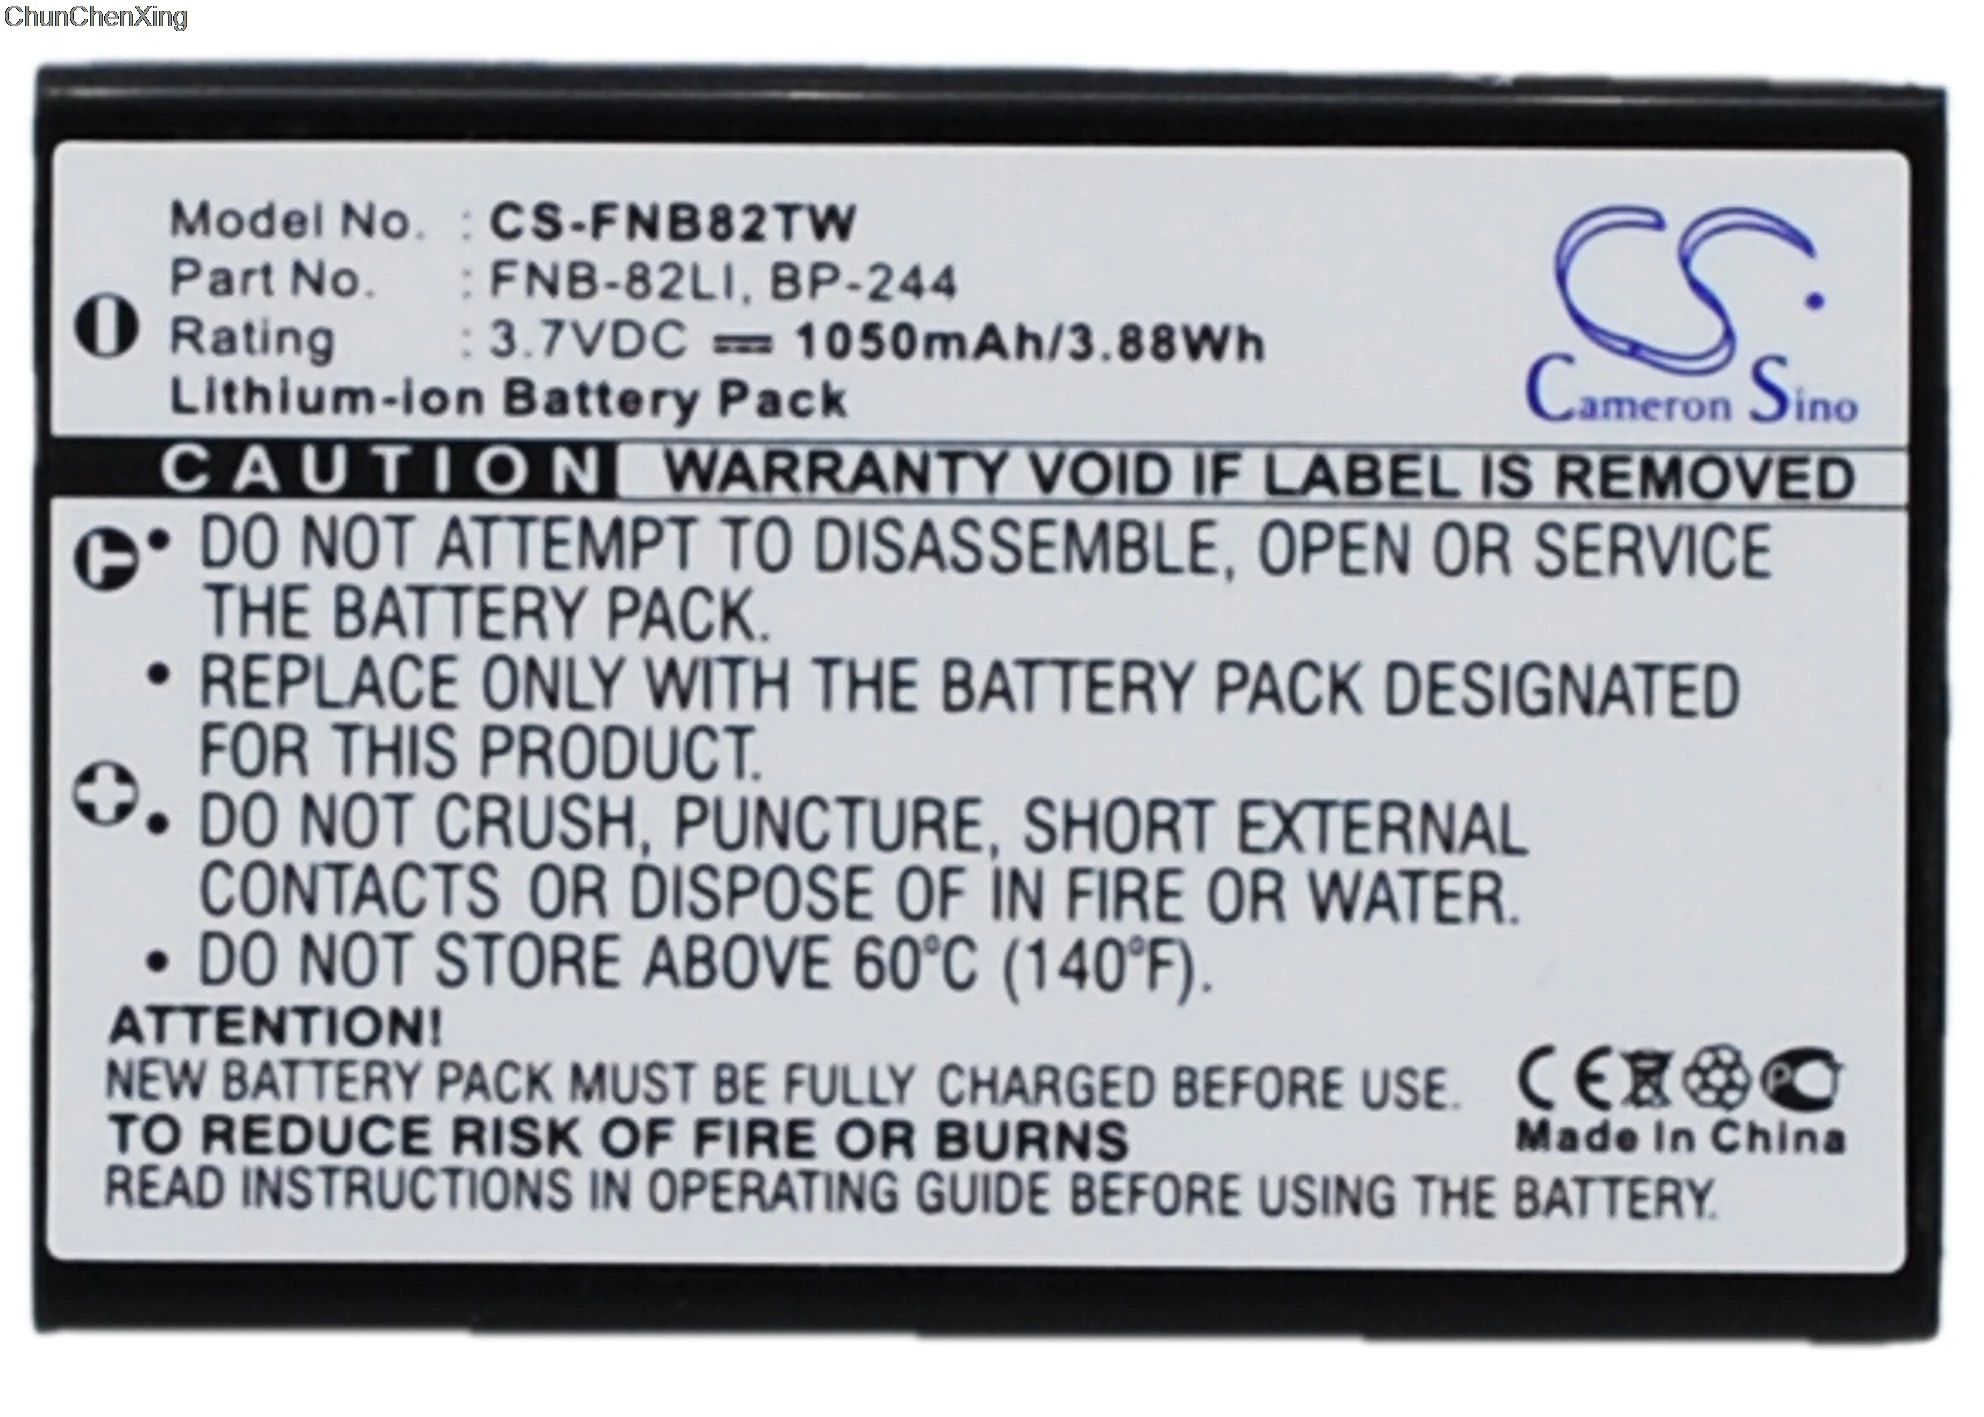 ChunChenXing
Model No. : CS-FNB82TW
Part No. : FNB-82LI, BP-244
Rating : 3.7VDC ⎓ 1050mAh/3.88Wh
Lithium-ion Battery Pack
CS
Cameron Sino
CAUTION WARRANTY VOID IF LABEL IS REMOVED
• DO NOT ATTEMPT TO DISASSEMBLE, OPEN OR SERVICE
THE BATTERY PACK.
• REPLACE ONLY WITH THE BATTERY PACK DESIGNATED
FOR THIS PRODUCT.
• DO NOT CRUSH, PUNCTURE, SHORT EXTERNAL
CONTACTS OR DISPOSE OF IN FIRE OR WATER.
• DO NOT STORE ABOVE 60°C (140°F).
ATTENTION!
NEW BATTERY PACK MUST BE FULLY CHARGED BEFORE USE.
TO REDUCE RISK OF FIRE OR BURNS
READ INSTRUCTIONS IN OPERATING GUIDE BEFORE USING THE BATTERY.
CE PC
Made In China